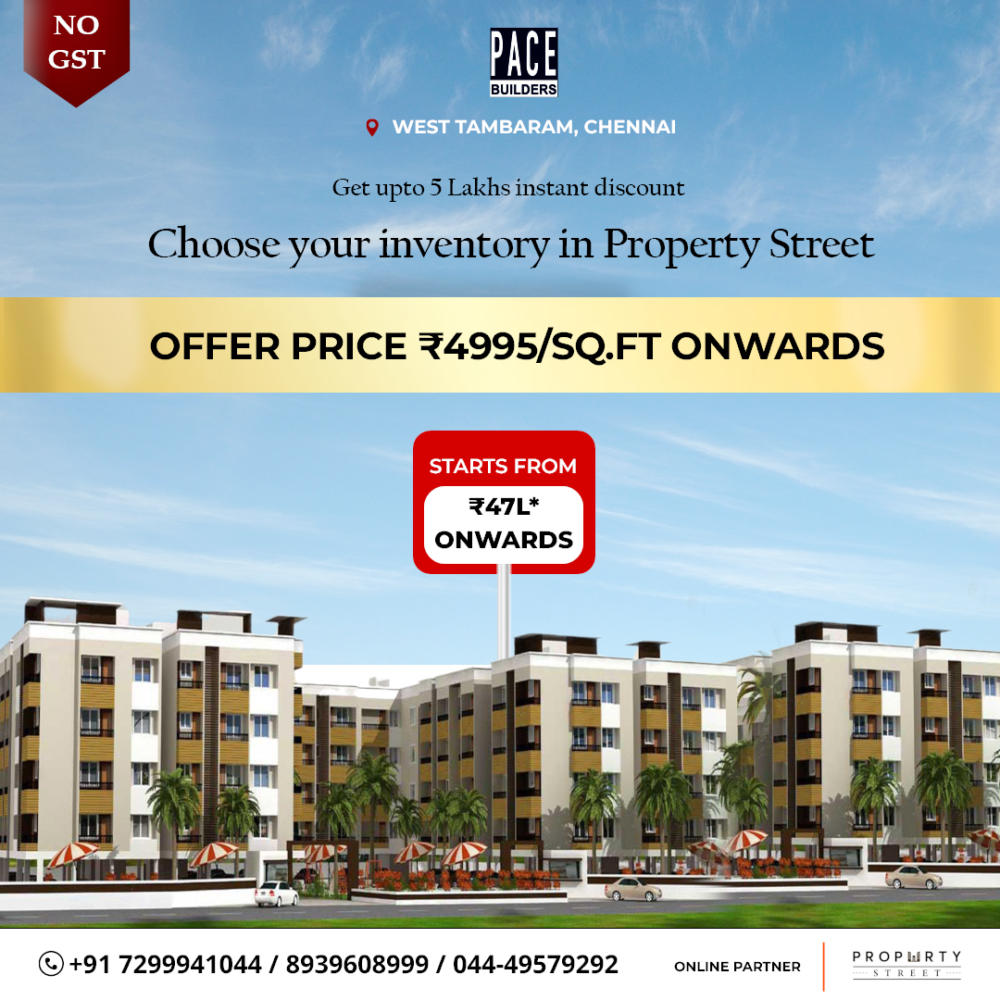 NO
GST
PACE
BUILDERS
WEST TAMBARAM, CHENNAI
Get upto 5 Lakhs instant discount
Choose your inventory in Property Street
OFFER PRICE ₹4995/SQ.FT ONWARDS
STARTS FROM
₹47L*
ONWARDS
+91 7299941044 / 8939608999 / 044-49579292
ONLINE PARTNER
PROPERTY
STREET